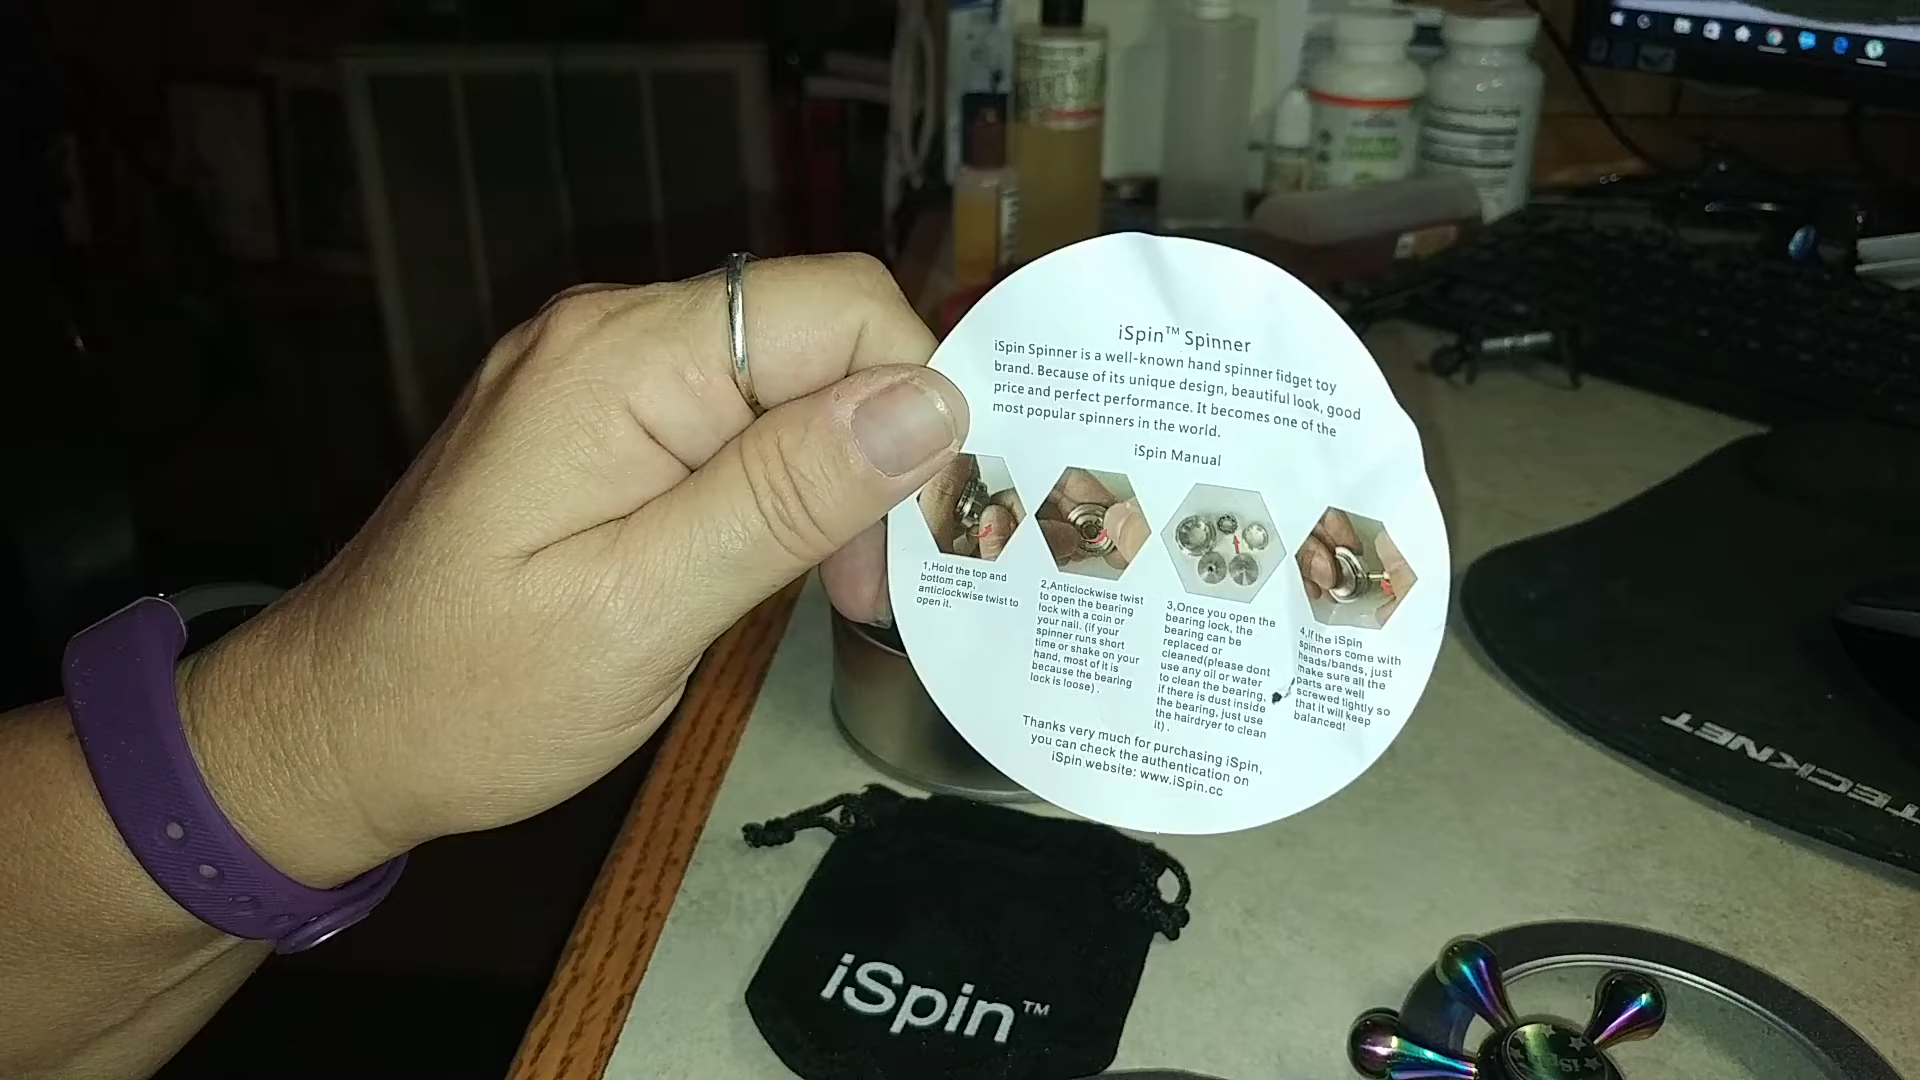 iSpin™ Spinner
iSpin Spinner is a well-known hand spinner fidget toy
brand. Because of its unique design, beautiful look, good
price and perfect performance. It becomes one of the
most popular spinners in the world.
iSpin Manual
1,Hold the top and
bottom cap,
anticlockwise twist to
open it.
2,Anticlockwise twist
to open the bearing
lock with a coin or
your nail. (if your
spinner runs short
time or shake on your
hand, most of it is
because the bearing
lock is loose) .
3,Once you open the
bearing lock, the
bearing can be
replaced or
cleaned(please dont
use any oil or water
to clean the bearing,
if there is dust inside
the bearing, just use
the hairdryer to clean
it) .
4,If the iSpin
spinners come with
heads/bands, just
make sure all the
parts are well
screwed tightly so
that it will keep
balanced!
Thanks very much for purchasing iSpin,
you can check the authentication on
iSpin website: www.iSpin.cc
iSpin™
TECKNET